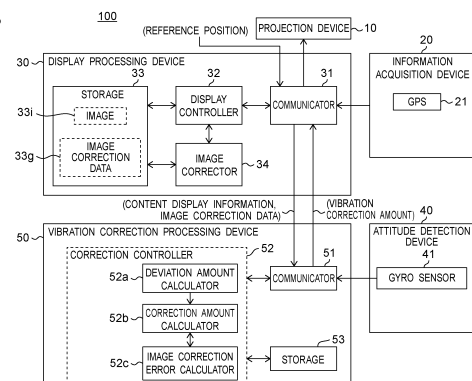 100
(REFERENCE POSITION)
PROJECTION DEVICE
10
30
DISPLAY PROCESSING DEVICE
33
STORAGE
33i
IMAGE
33g
IMAGE
CORRECTION
DATA
32
DISPLAY
CONTROLLER
31
COMMUNICATOR
IMAGE
CORRECTOR
34
20
INFORMATION
ACQUISITION DEVICE
GPS
21
(CONTENT DISPLAY INFORMATION,
IMAGE CORRECTION DATA)
(VIBRATION
CORRECTION AMOUNT)
50
VIBRATION CORRECTION PROCESSING DEVICE
CORRECTION CONTROLLER
52
52a
DEVIATION AMOUNT
CALCULATOR
52b
CORRECTION AMOUNT
CALCULATOR
52c
IMAGE CORRECTION
ERROR CALCULATOR
51
COMMUNICATOR
53
STORAGE
40
ATTITUDE DETECTION
DEVICE
41
GYRO SENSOR